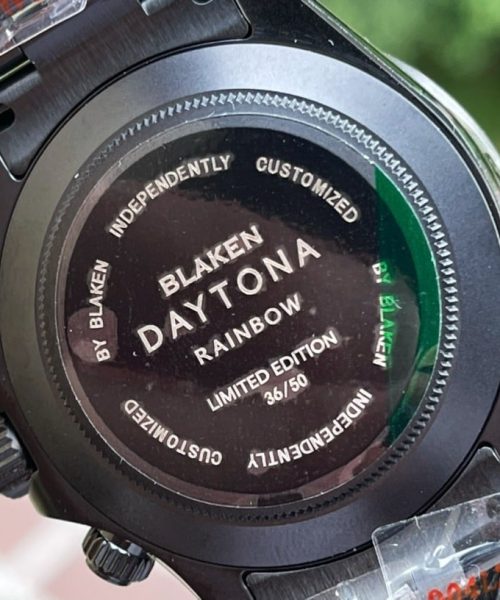 INDEPENDENTLY CUSTOMIZED
BY BLAKEN
INDEPENDENTLY CUSTOMIZED
BY BLAKEN
BLAKEN
DAYTONA
RAINBOW
LIMITED EDITION
36/50